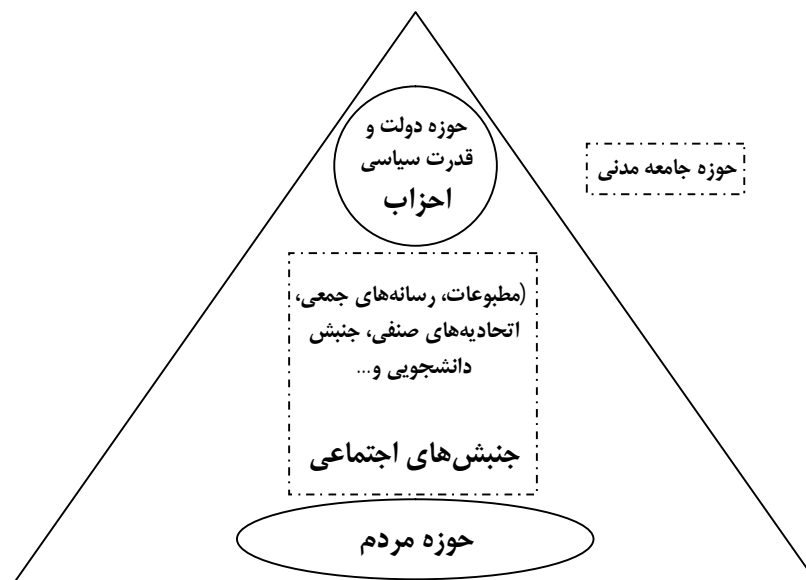 حوزه دولت و
قدرت سیاسی
احزاب
حوزه جامعه مدنی
(مطبوعات، رسانه‌های جمعی،
اتحادیه‌های صنفی، جنبش
دانشجویی و...
جنبش‌های اجتماعی
حوزه مردم